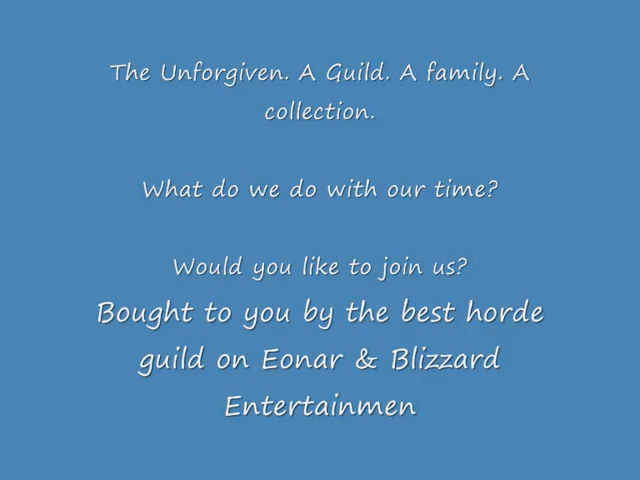 The Unforgiven. A Guild. A family. A
collection.
What do we do with our time?
Would you like to join us?
Bought to you by the best horde
guild on Eonar & Blizzard
Entertainmen